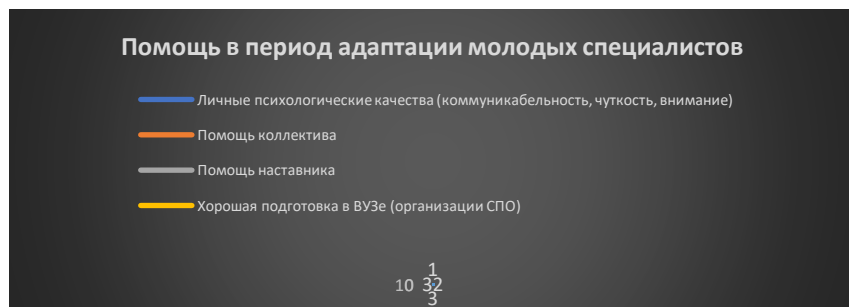 Помощь в период адаптации молодых специалистов
Личные психологические качества (коммуникабельность, чуткость, внимание)
Помощь коллектива
Помощь наставника
Хорошая подготовка в ВУЗе (организации СПО)
1
10 32
3